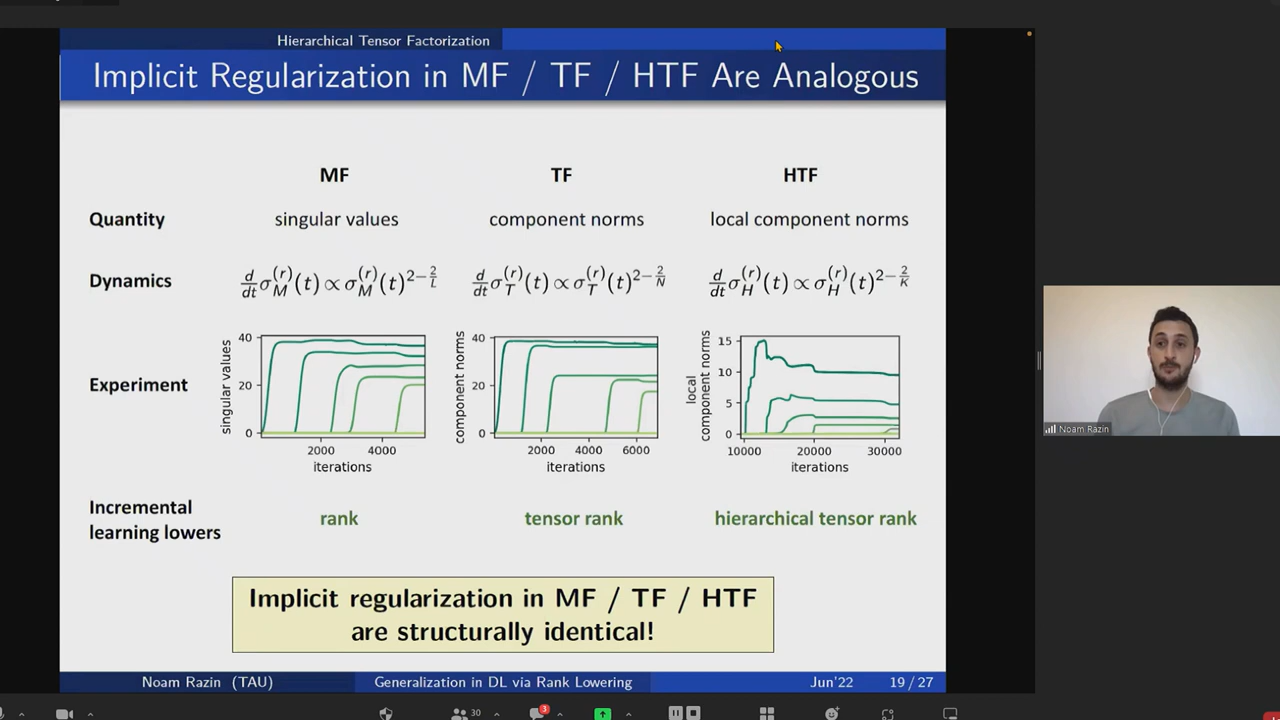 Hierarchical Tensor Factorization
Implicit Regularization in MF / TF / HTF Are Analogous
MF TF HTF
Quantity singular values component norms local component norms
Dynamics d/dt σ_M^(r)(t) ∝ σ_M^(r)(t)^{2−2/L} d/dt σ_T^(r)(t) ∝ σ_T^(r)(t)^{2−2/N} d/dt σ_H^(r)(t) ∝ σ_H^(r)(t)^{2−2/K}
Experiment
singular values
40
20
0
2000 4000
iterations
component norms
40
20
0
2000 4000 6000
iterations
local
component norms
15
10
5
0
10000 20000 30000
iterations
Incremental
learning lowers
rank tensor rank hierarchical tensor rank
Implicit regularization in MF / TF / HTF
are structurally identical!
Noam Razin (TAU) Generalization in DL via Rank Lowering Jun'22 19 / 27
Noam Razin
30
3